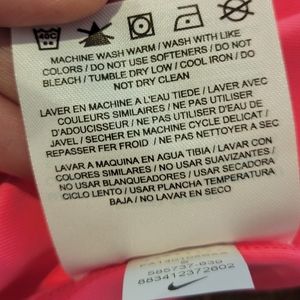 40C
MACHINE WASH WARM / WASH WITH LIKE
COLORS / DO NOT USE SOFTENERS / DO NOT
BLEACH / TUMBLE DRY LOW / COOL IRON / DO
NOT DRY CLEAN
LAVER EN MACHINE A L'EAU TIEDE / LAVER AVEC
COULEURS SIMILAIRES / NE PAS UTILISER
D'ADOUCISSEUR / NE PAS UTILISER D'EAU DE
JAVEL / SECHER EN MACHINE CYCLE DELICAT /
REPASSER FER FROID / NE PAS NETTOYER A SEC
LAVAR A MAQUINA EN AGUA TIBIA / LAVAR CON
COLORES SIMILARES / NO USAR SUAVIZANTES /
NO USAR BLANQUEADORES / USAR SECADORA
CICLO LENTO / USAR PLANCHA TEMPERATURA
BAJA / NO LAVAR EN SECO
585737-639
883412372802